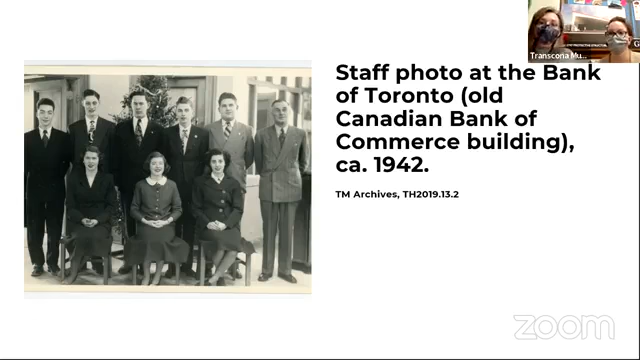 Transcona Mu...
G
Staff photo at the Bank
of Toronto (old
Canadian Bank of
Commerce building),
ca. 1942.
TM Archives, TH2019.13.2
zoom